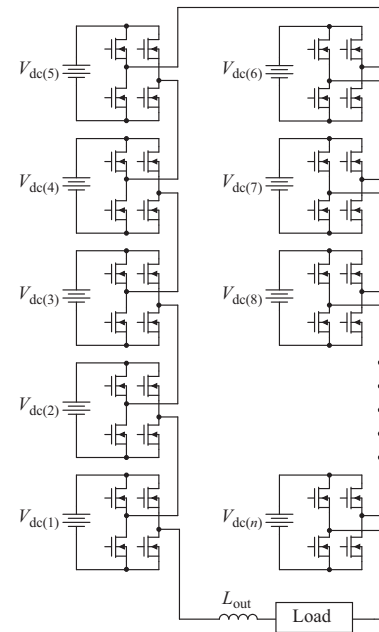 V_dc(5)
V_dc(4)
V_dc(3)
V_dc(2)
V_dc(1)
V_dc(6)
V_dc(7)
V_dc(8)
V_dc(n)
L_out
Load